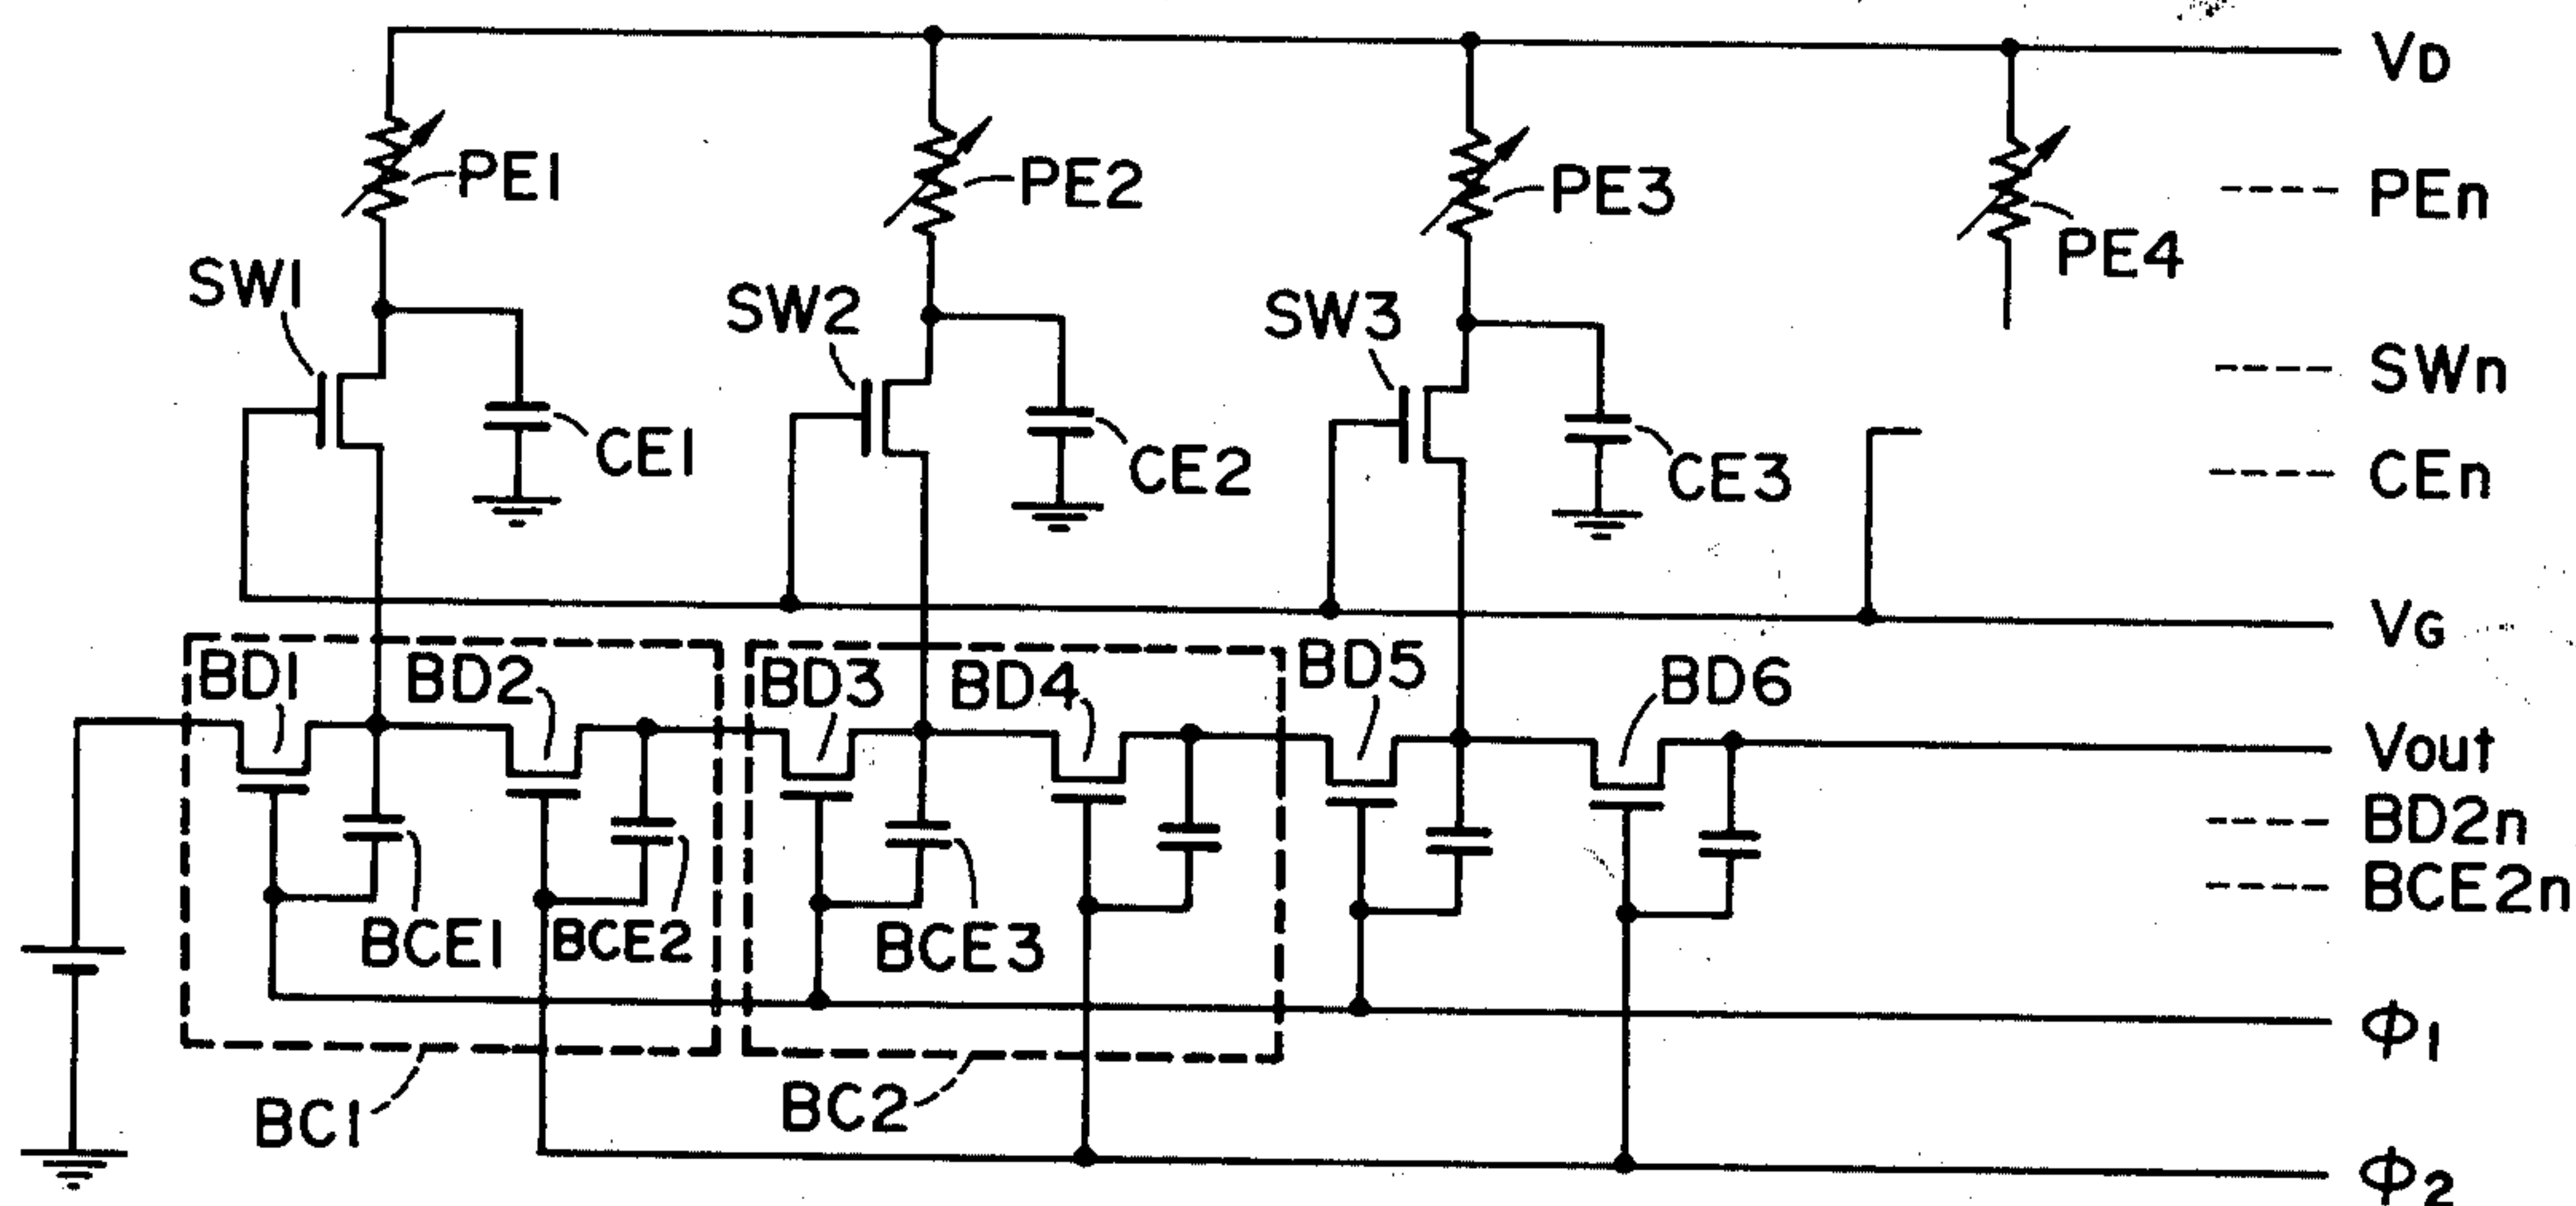 VD
PE1
PE2
PE3
PE4
PEn
SW1
SW2
SW3
SWn
CE1
CE2
CE3
CEn
VG
BD1
BD2
BD3
BD4
BD5
BD6
Vout
BD2n
BCE1
BCE2
BCE3
BCE2n
BC1
BC2
ϕ1
ϕ2